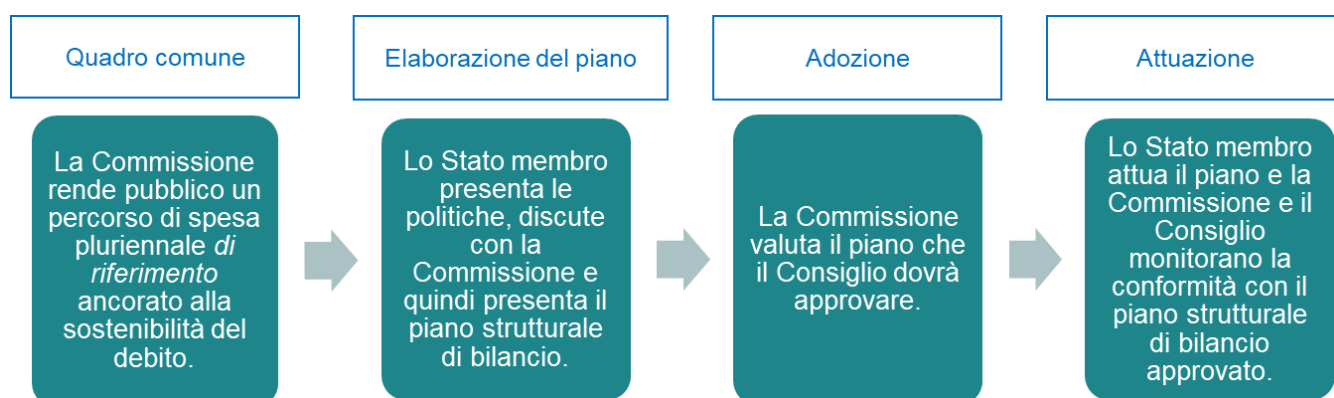 Quadro comune
La Commissione
rende pubblico un
percorso di spesa
pluriennale di
riferimento
ancorato alla
sostenibilità del
debito.
Elaborazione del piano
Lo Stato membro
presenta le
politiche, discute
con la
Commissione e
quindi presenta il
piano strutturale
di bilancio.
Adozione
La Commissione
valuta il piano che
il Consiglio dovrà
approvare.
Attuazione
Lo Stato membro
attua il piano e la
Commissione e il
Consiglio
monitorano la
conformità con il
piano strutturale
di bilancio
approvato.